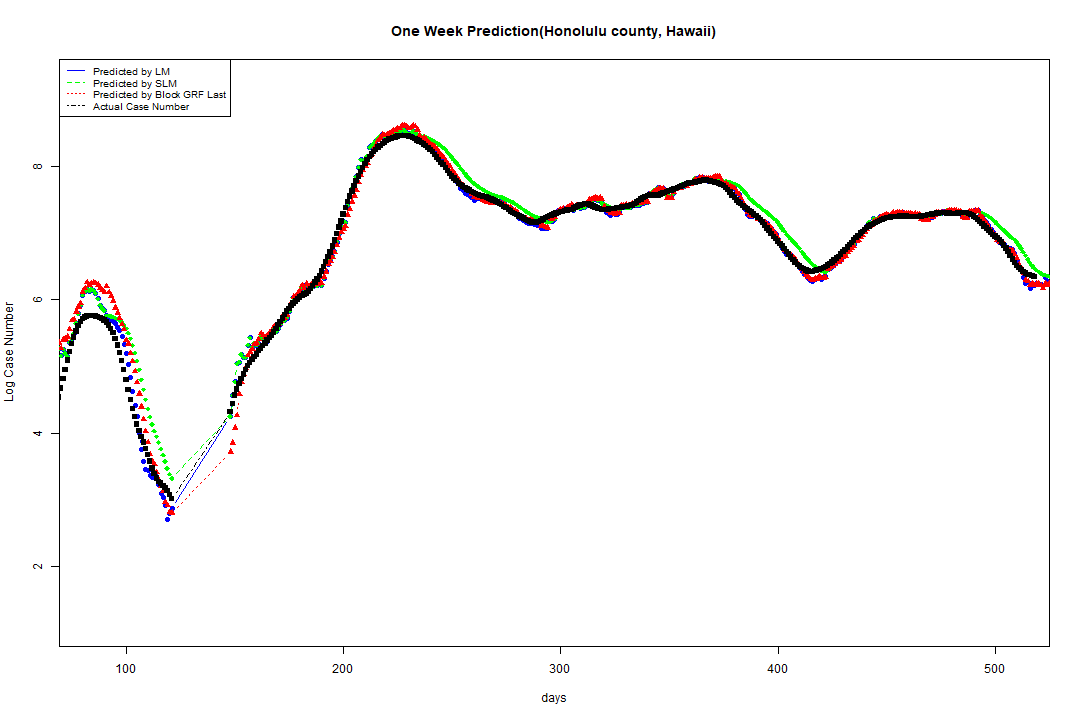 One Week Prediction(Honolulu county, Hawaii)
Predicted by LM
Predicted by SLM
Predicted by Block GRF Last
Actual Case Number
Log Case Number
8
6
4
2
100 200 300 400 500
days